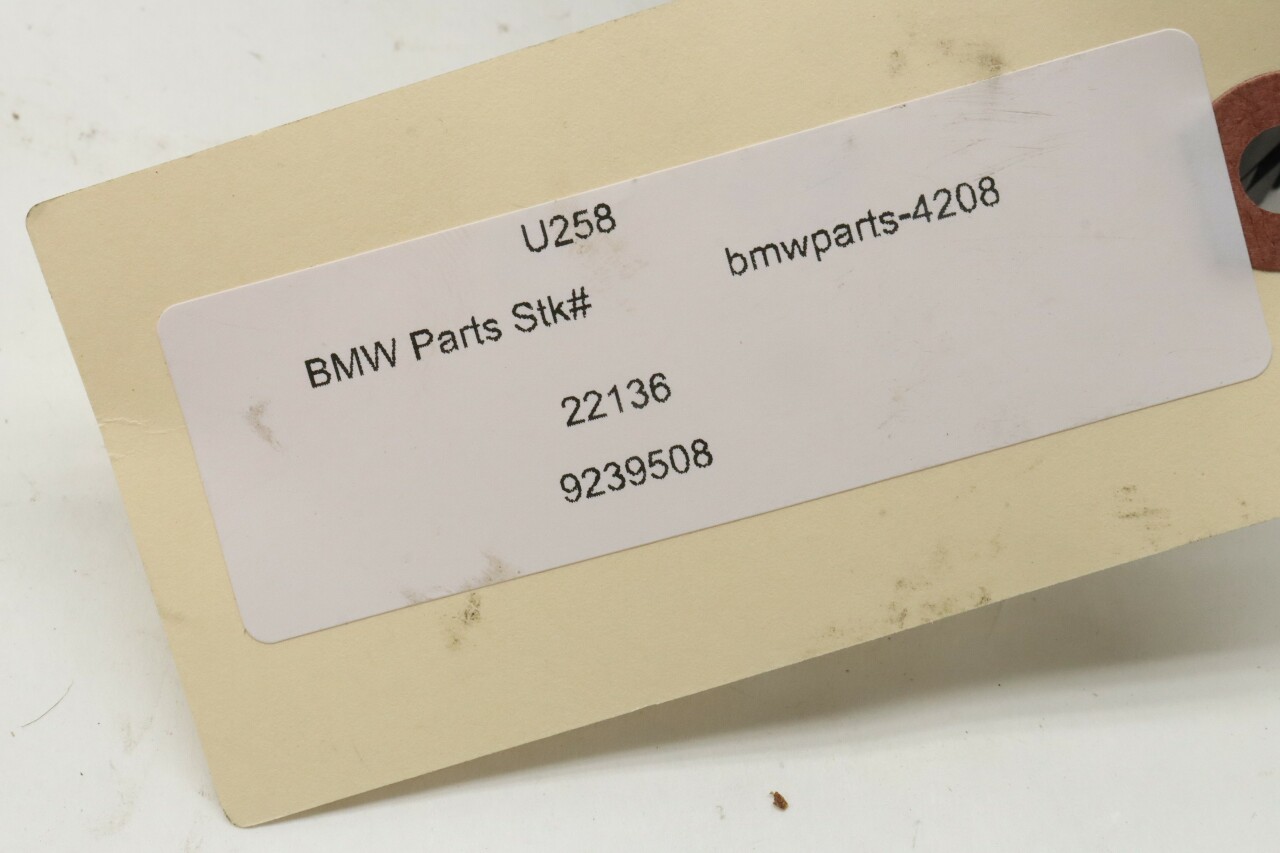 U258
bmwparts-4208
BMW Parts Stk#
22136
9239508